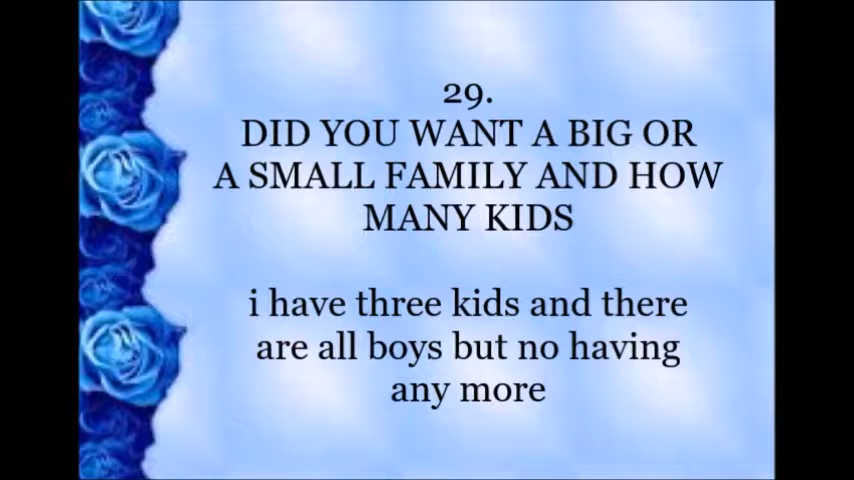 29.
DID YOU WANT A BIG OR
A SMALL FAMILY AND HOW
MANY KIDS
i have three kids and there
are all boys but no having
any more